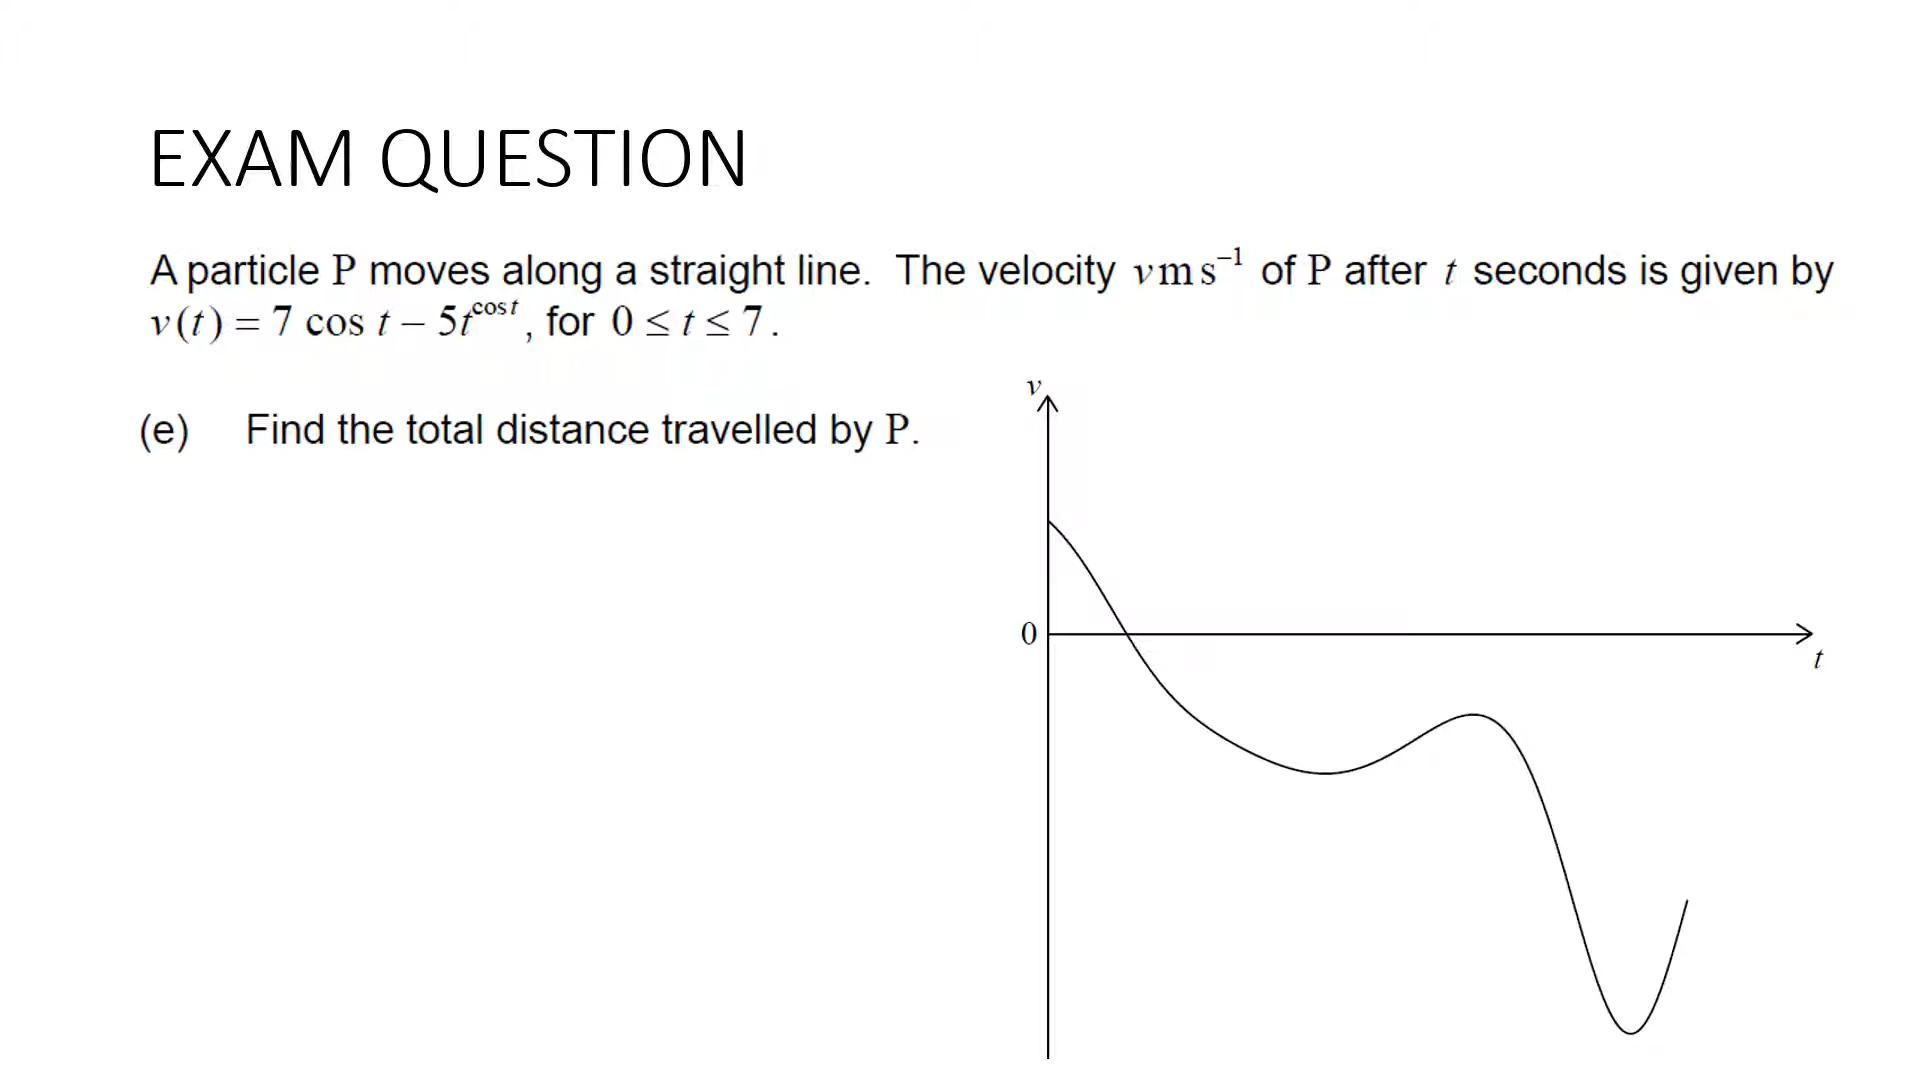 EXAM QUESTION
A particle P moves along a straight line. The velocity v m s⁻¹ of P after t seconds is given by
v(t) = 7 cos t – 5t^cos t, for 0 ≤ t ≤ 7.
(e) Find the total distance travelled by P.
v
0
t